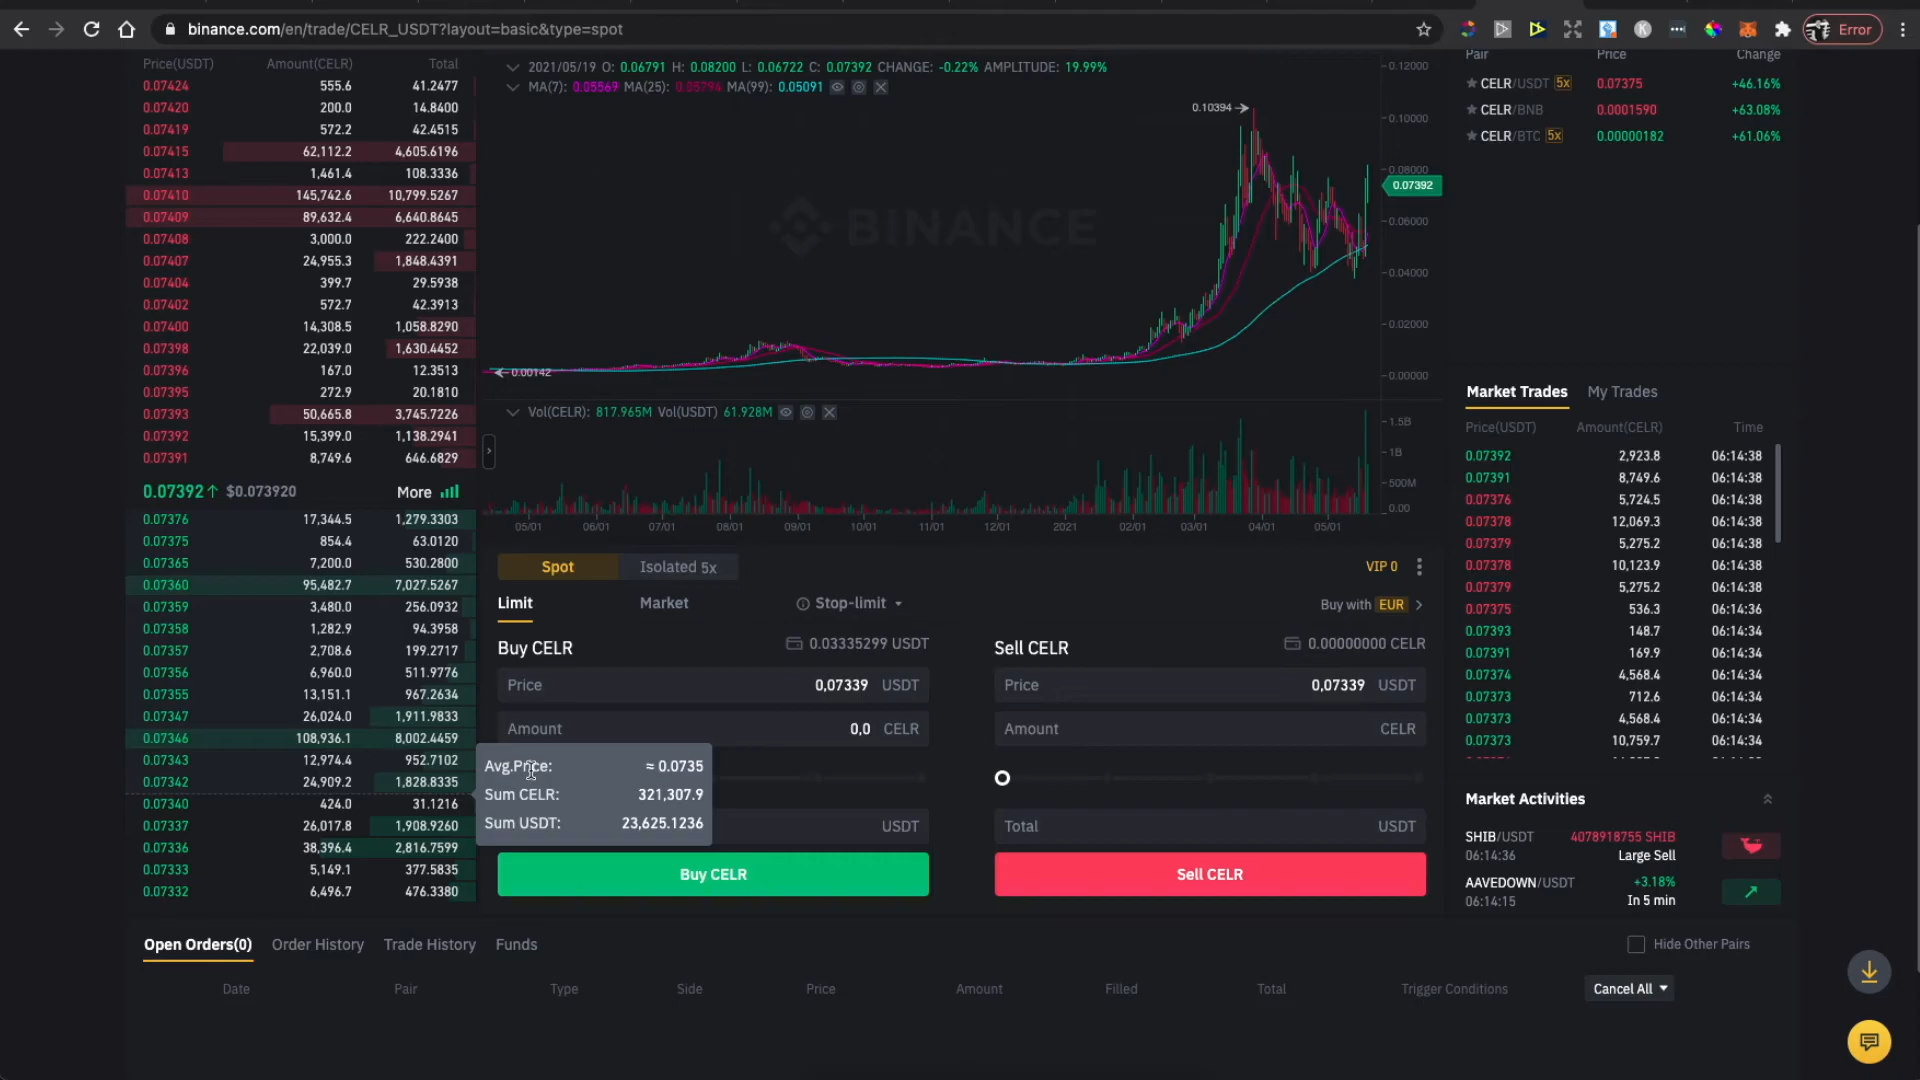 binance.com/en/trade/CELR_USDT?layout=basic&type=spot
Error
Price(USDT) Amount(CELR) Total
0.07424 555.6 41.2477
0.07420 200.0 14.8400
0.07419 572.2 42.4515
0.07415 62,112.2 4,605.6196
0.07413 1,461.4 108.3336
0.07410 145,742.6 10,799.5267
0.07409 89,632.4 6,640.8645
0.07408 3,000.0 222.2400
0.07407 24,955.3 1,848.4391
0.07404 399.7 29.5938
0.07402 572.7 42.3913
0.07400 14,308.5 1,058.8290
0.07398 22,039.0 1,630.4452
0.07396 167.0 12.3513
0.07395 272.9 20.1810
0.07393 50,665.8 3,745.7226
0.07392 15,399.0 1,138.2941
0.07391 8,749.6 646.6829
0.07392↑ $0.073920 More
0.07376 17,344.5 1,279.3303
0.07375 854.4 63.0120
0.07365 7,200.0 530.2800
0.07360 95,482.7 7,027.5267
0.07359 3,480.0 256.0932
0.07358 1,282.9 94.3958
0.07357 2,708.6 199.2717
0.07356 6,960.0 511.9776
0.07355 13,151.1 967.2634
0.07347 26,024.0 1,911.9833
0.07346 108,936.1 8,002.4459
0.07343 12,974.4 952.7102
0.07342 24,909.2 1,828.8335
0.07340 424.0 31.1216
0.07337 26,017.8 1,908.9260
0.07336 38,396.4 2,816.7599
0.07333 5,149.1 377.5835
0.07332 6,496.7 476.3380
2021/05/19 O: 0.06791 H: 0.08200 L: 0.06722 C: 0.07392 CHANGE: -0.22% AMPLITUDE: 19.99%
MA(7): 0.05569 MA(25): 0.05794 MA(99): 0.05091
0.10394
BINANCE
0.00142
0.12000
0.10000
0.08000
0.07392
0.06000
0.04000
0.02000
0.00000
Vol(CELR): 817.965M Vol(USDT) 61.928M
1.5B
1B
500M
0.00
05/01 06/01 07/01 08/01 09/01 10/01 11/01 12/01 2021 02/01 03/01 04/01 05/01
Spot Isolated 5x VIP 0
Limit Market Stop-limit Buy with EUR
Buy CELR 0.03335299 USDT
Price 0,07339 USDT
Amount 0,0 CELR
Avg.Price: ≈ 0.0735
Sum CELR: 321,307.9
Sum USDT: 23,625.1236
USDT
Buy CELR
Sell CELR 0.00000000 CELR
Price 0,07339 USDT
Amount CELR
Total USDT
Sell CELR
Pair Price Change
CELR/USDT 5x 0.07375 +46.16%
CELR/BNB 0.0001590 +63.08%
CELR/BTC 5x 0.00000182 +61.06%
Market Trades My Trades
Price(USDT) Amount(CELR) Time
0.07392 2,923.8 06:14:38
0.07391 8,749.6 06:14:38
0.07376 5,724.5 06:14:38
0.07378 12,069.3 06:14:38
0.07379 5,275.2 06:14:38
0.07378 10,123.9 06:14:38
0.07379 5,275.2 06:14:38
0.07375 536.3 06:14:36
0.07393 148.7 06:14:34
0.07391 169.9 06:14:34
0.07374 4,568.4 06:14:34
0.07373 712.6 06:14:34
0.07373 4,568.4 06:14:34
0.07373 10,759.7 06:14:34
Market Activities
SHIB/USDT 4078918755 SHIB
06:14:36 Large Sell
AAVEDOWN/USDT +3.18%
06:14:15 In 5 min
Open Orders(0) Order History Trade History Funds Hide Other Pairs
Date Pair Type Side Price Amount Filled Total Trigger Conditions Cancel All